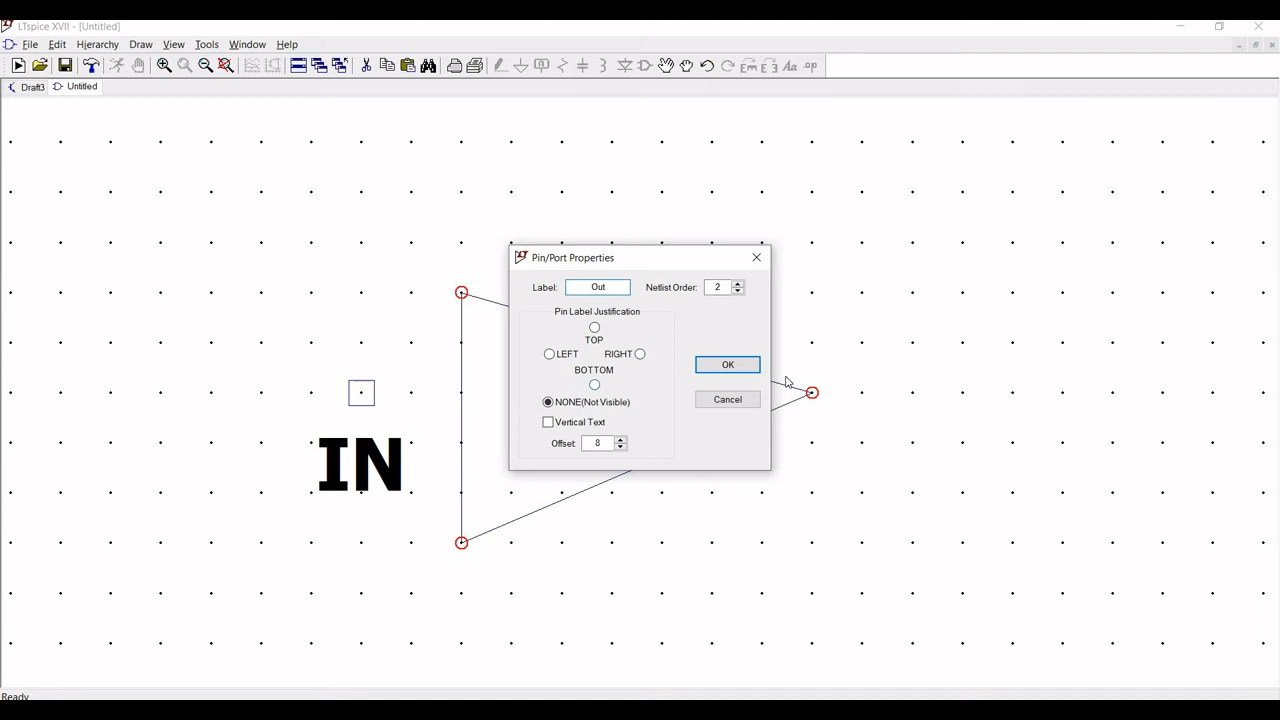 LTspice XVII - [Untitled]
File Edit Hierarchy Draw View Tools Window Help
Aa .op
Draft3 Untitled
Pin/Port Properties
Label: Out Netlist Order: 2
Pin Label Justification
TOP
LEFT RIGHT
BOTTOM
NONE(Not Visible)
Vertical Text
Offset: 8
OK
Cancel
IN
Ready